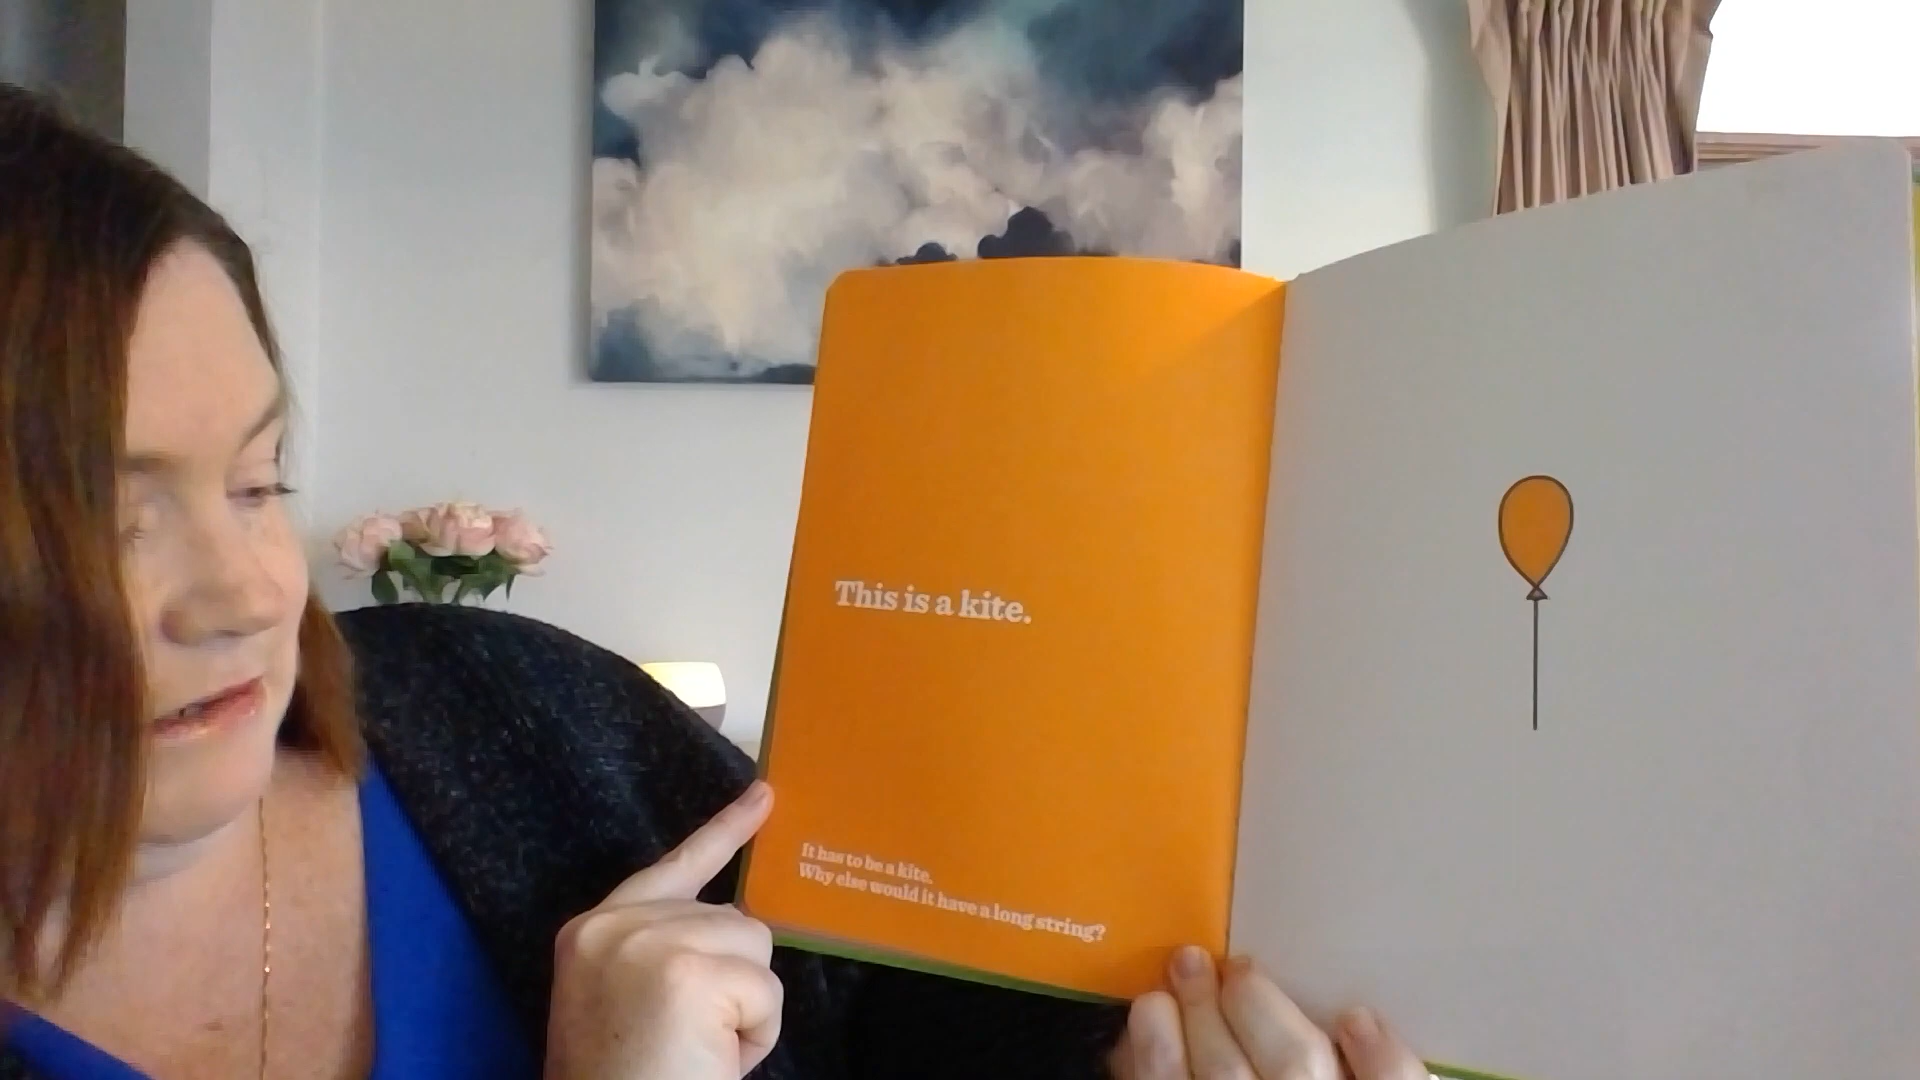 This is a kite.
It has to be a kite.
Why else would it have a long string?